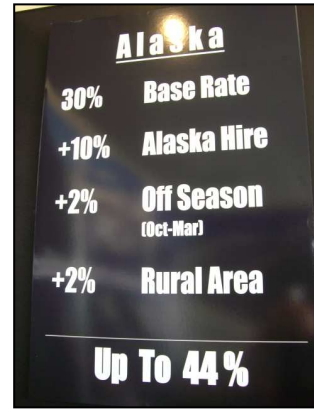 Alaska
30% Base Rate
+10% Alaska Hire
+2% Off Season
(Oct-Mar)
+2% Rural Area
Up To 44%